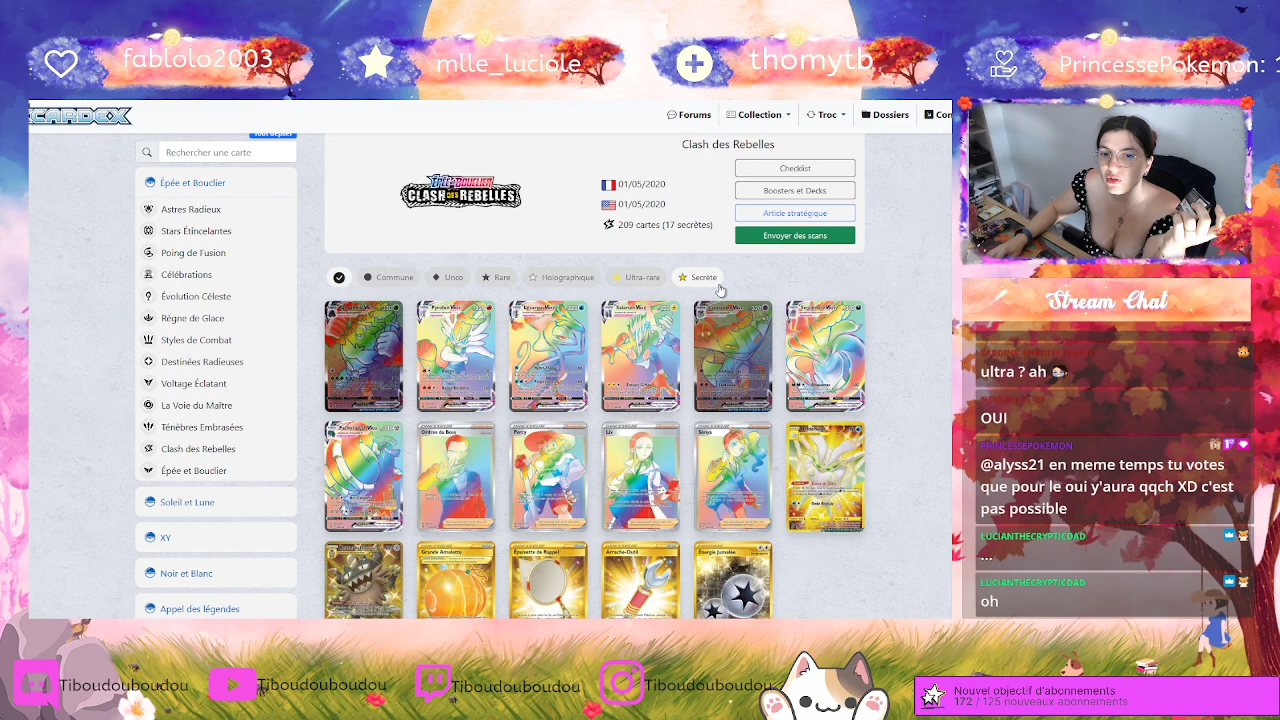 fablolo2003
mlle_luciole
thomytb
PrincessePokemon: 1
Forums
Collection
Troc
Dossiers
Con
Tout déplier
Rechercher une carte
Épée et Bouclier
Astres Radieux
Stars Étincelantes
Poing de Fusion
Célébrations
Évolution Céleste
Règne de Glace
Styles de Combat
Destinées Radieuses
Voltage Éclatant
La Voie du Maître
Ténèbres Embrasées
Clash des Rebelles
Épée et Bouclier
Soleil et Lune
XY
Noir et Blanc
Appel des légendes
ÉPÉE ET BOUCLIER
CLASH DES REBELLES
Clash des Rebelles
01/05/2020
01/05/2020
209 cartes (17 secrètes)
Checklist
Boosters et Decks
Article stratégique
Envoyer des scans
Commune
Unco
Rare
Holographique
Ultra-rare
Secrète
Ordres du Boss
Percy
Liv
Sonya
Grande Amulette
Épuisette de Rappel
Arrache-Outil
Énergie Jumelée
Stream Chat
ultra ? ah
OUI
PRINCESSEPOKEMON
@alyss21 en meme temps tu votes
que pour le oui y'aura qqch XD c'est
pas possible
LUCIANTHECRYPTICDAD
...
LUCIANTHECRYPTICDAD
oh
Tiboudouboudou
Tiboudouboudou
Tiboudouboudou
Tiboudouboudou
Nouvel objectif d'abonnements
172 / 125 nouveaux abonnements